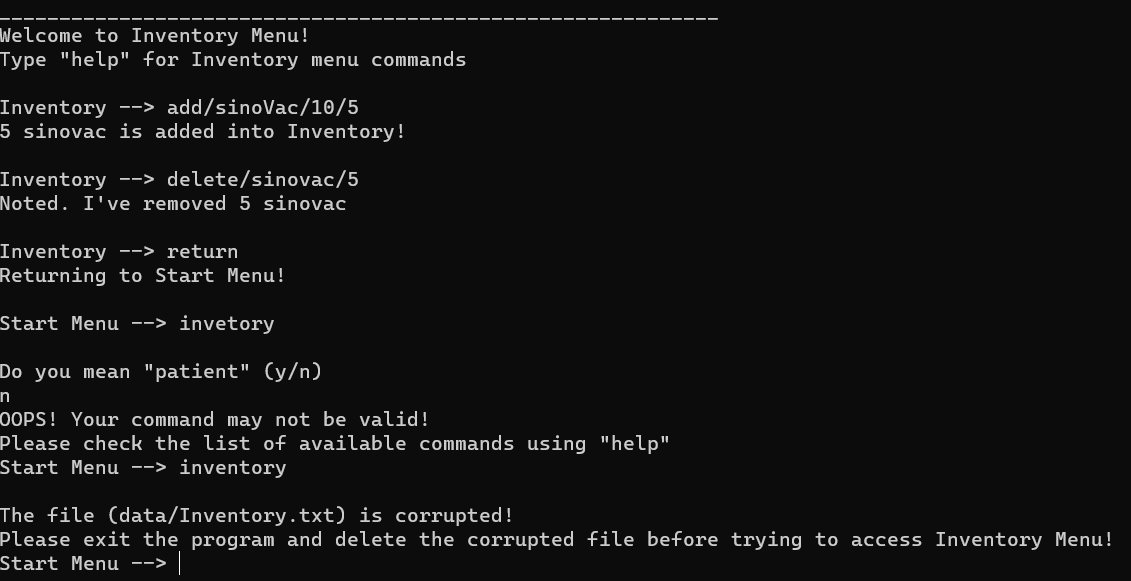 ____________________________________________________________
Welcome to Inventory Menu!
Type "help" for Inventory menu commands
Inventory --> add/sinoVac/10/5
5 sinovac is added into Inventory!
Inventory --> delete/sinovac/5
Noted. I've removed 5 sinovac
Inventory --> return
Returning to Start Menu!
Start Menu --> invetory
Do you mean "patient" (y/n)
n
OOPS! Your command may not be valid!
Please check the list of available commands using "help"
Start Menu --> inventory
The file (data/Inventory.txt) is corrupted!
Please exit the program and delete the corrupted file before trying to access Inventory Menu!
Start Menu -->